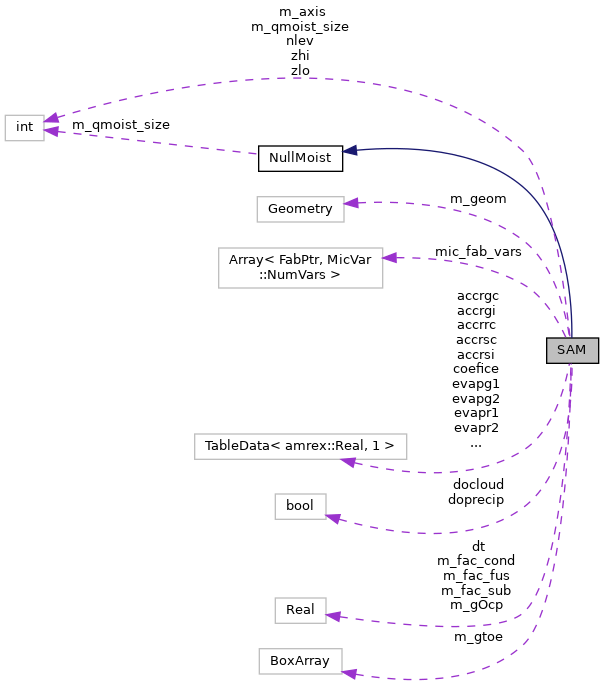 m_axis
m_qmoist_size
nlev
zhi
zlo
int
m_qmoist_size
NullMoist
m_geom
Geometry
mic_fab_vars
Array< FabPtr, MicVar
::NumVars >
accrgc
accrgi
accrrc
accrsc
accrsi
coefice
evapg1
evapg2
evapr1
evapr2
...
SAM
TableData< amrex::Real, 1 >
docloud
doprecip
bool
dt
m_fac_cond
m_fac_fus
m_fac_sub
m_gOcp
Real
m_gtoe
BoxArray